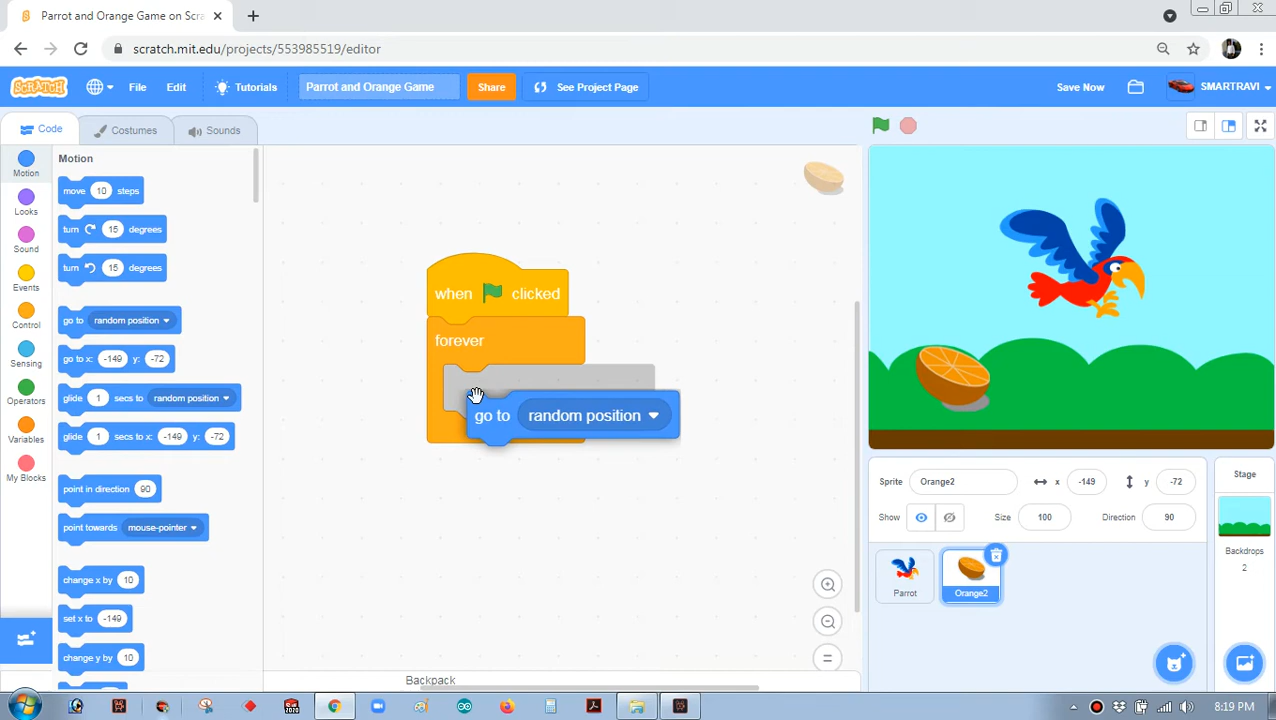 Parrot and Orange Game on Scra
scratch.mit.edu/projects/553985519/editor
SCRATCH
File
Edit
Tutorials
Parrot and Orange Game
Share
See Project Page
Save Now
SMARTRAVI
Code
Costumes
Sounds
Motion
Looks
Sound
Events
Control
Sensing
Operators
Variables
My Blocks
Motion
move 10 steps
turn 15 degrees
turn 15 degrees
go to random position
go to x: -149 y: -72
glide 1 secs to random position
glide 1 secs to x: -149 y: -72
point in direction 90
point towards mouse-pointer
change x by 10
set x to -149
change y by 10
when clicked
forever
go to random position
Backpack
Sprite Orange2 x -149 y -72
Show Size 100 Direction 90
Parrot
Orange2
Stage
Backdrops
2
2020
8:19 PM